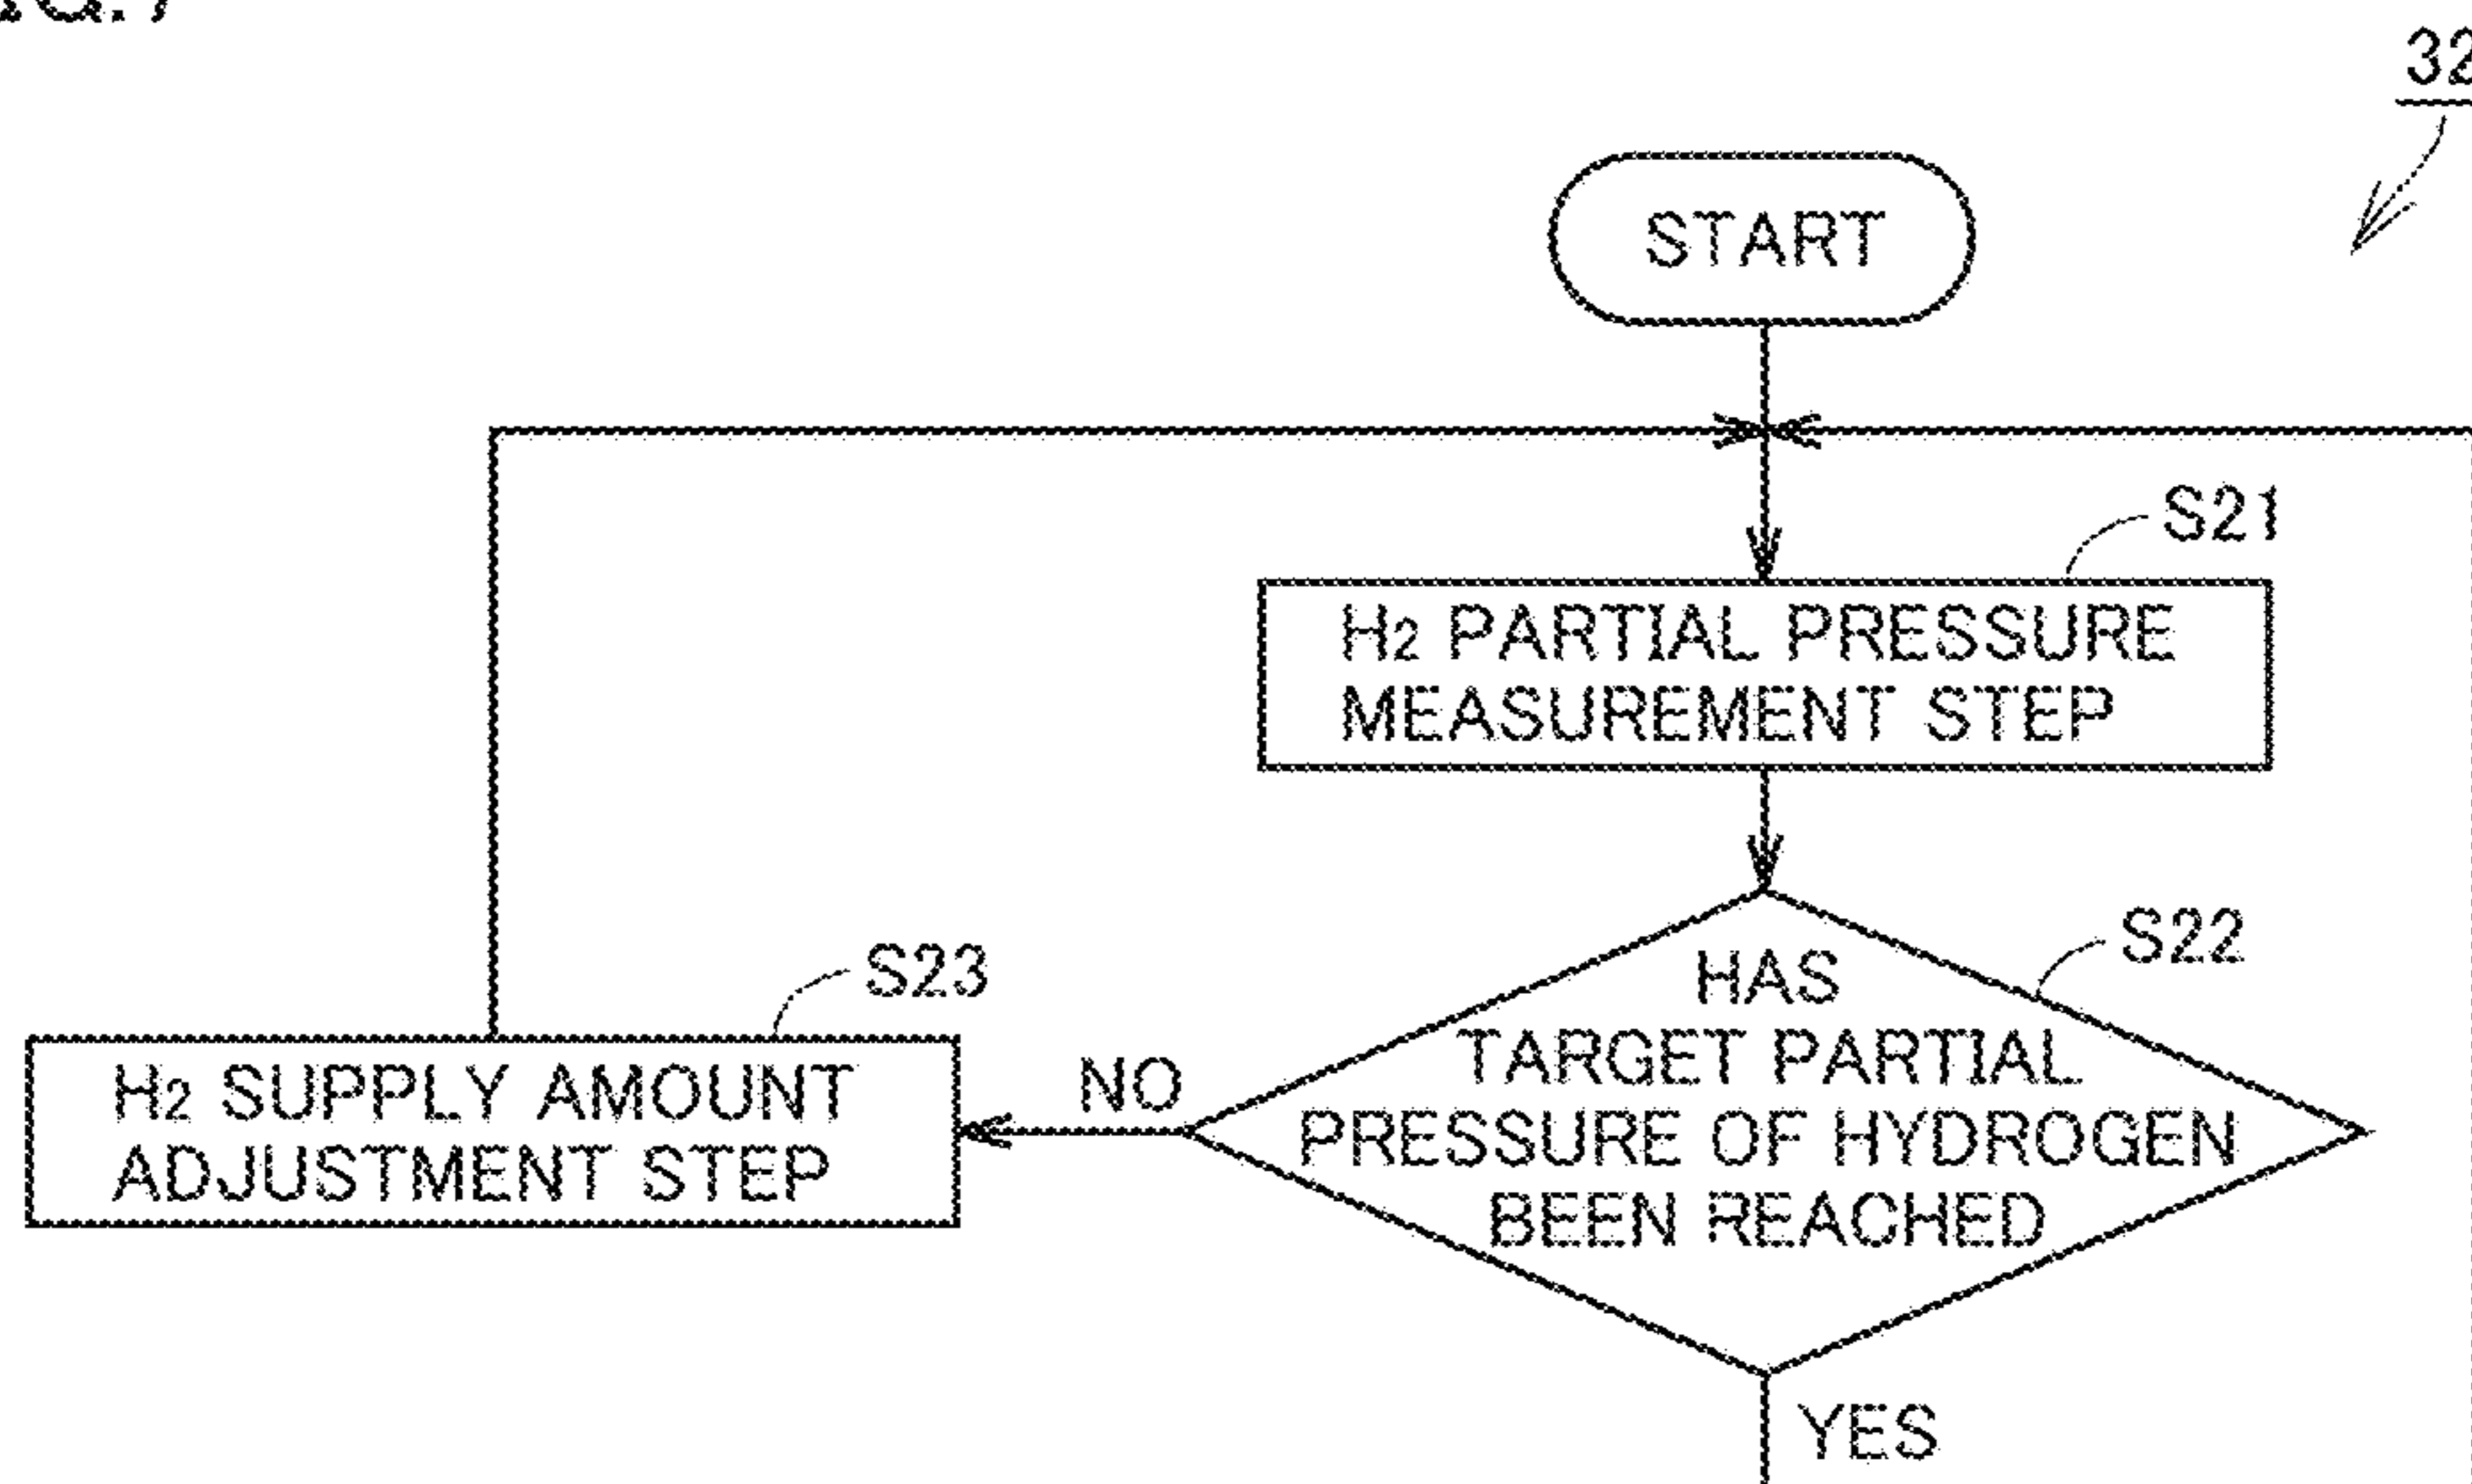 32
START
S21
H2 PARTIAL PRESSURE
MEASUREMENT STEP
S22
HAS
TARGET PARTIAL
PRESSURE OF HYDROGEN
BEEN REACHED
S23
NO
H2 SUPPLY AMOUNT
ADJUSTMENT STEP
YES